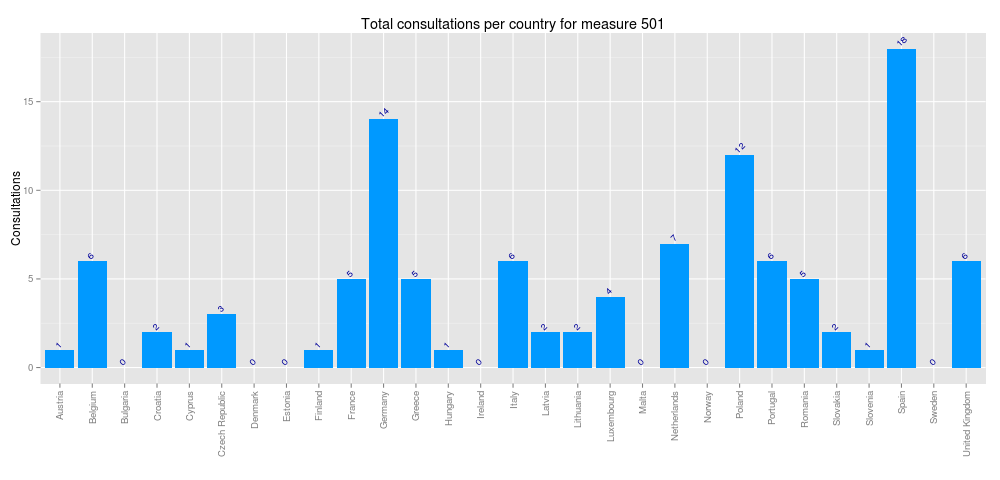 Total consultations per country for measure 501
Consultations
15
10
5
0
1
6
0
2
1
3
0
0
1
5
14
5
1
0
6
2
2
4
0
7
0
12
6
5
2
1
18
0
6
Austria
Belgium
Bulgaria
Croatia
Cyprus
Czech Republic
Denmark
Estonia
Finland
France
Germany
Greece
Hungary
Ireland
Italy
Latvia
Lithuania
Luxembourg
Malta
Netherlands
Norway
Poland
Portugal
Romania
Slovakia
Slovenia
Spain
Sweden
United Kingdom